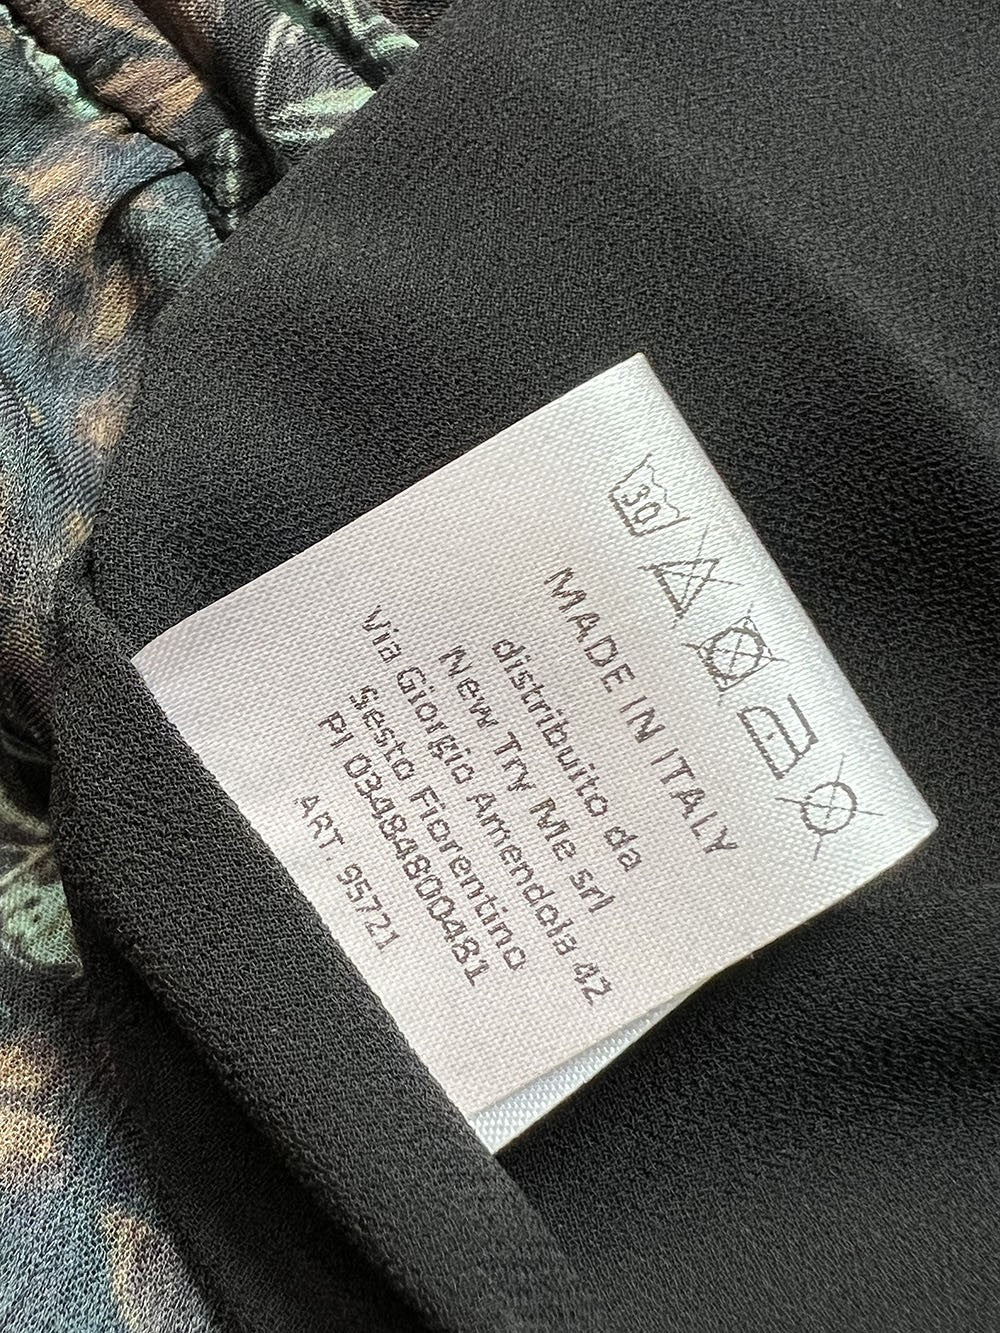 30
MADE IN ITALY
distribuito da
New Try Me srl
Via Giorgio Amendola 42
Sesto Fiorentino
PI 03484800481
ART. 95721